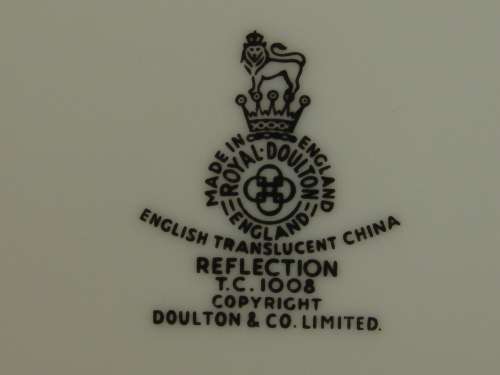 MADE IN ENGLAND
ROYAL·DOULTON
ENGLAND
ENGLISH TRANSLUCENT CHINA
REFLECTION
T.C. 1008
COPYRIGHT
DOULTON & CO. LIMITED.